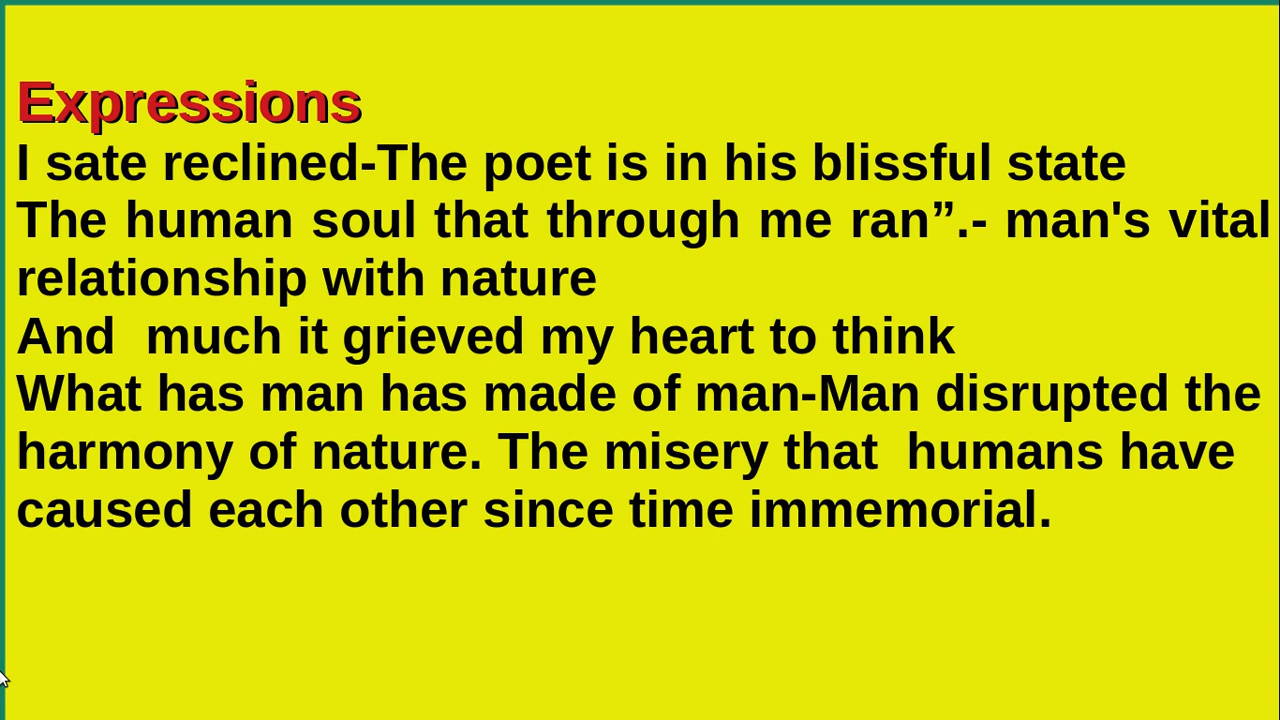 Expressions
I sate reclined-The poet is in his blissful state
The human soul that through me ran”.- man's vital
relationship with nature
And  much it grieved my heart to think
What has man has made of man-Man disrupted the
harmony of nature. The misery that  humans have
caused each other since time immemorial.